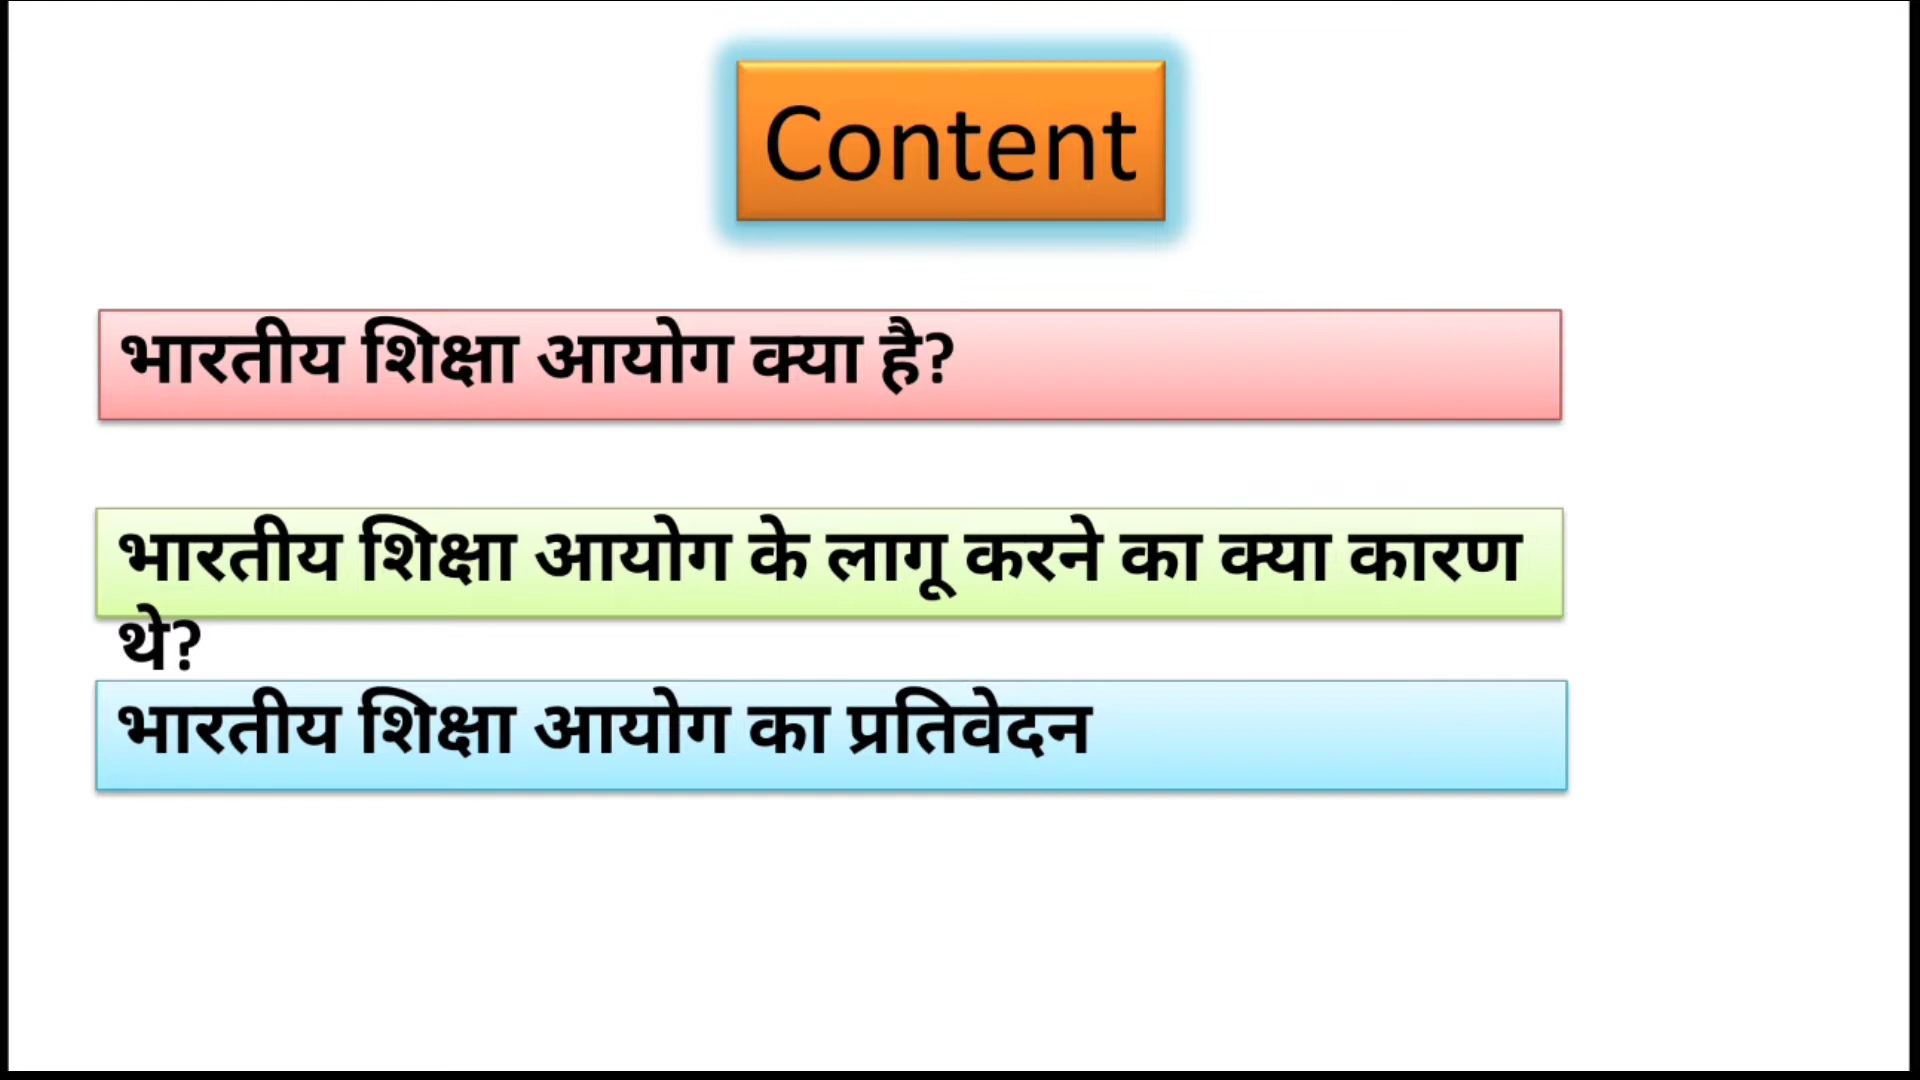 Content
भारतीय शिक्षा आयोग क्या है?
भारतीय शिक्षा आयोग के लागू करने का क्या कारण
थे?
भारतीय शिक्षा आयोग का प्रतिवेदन